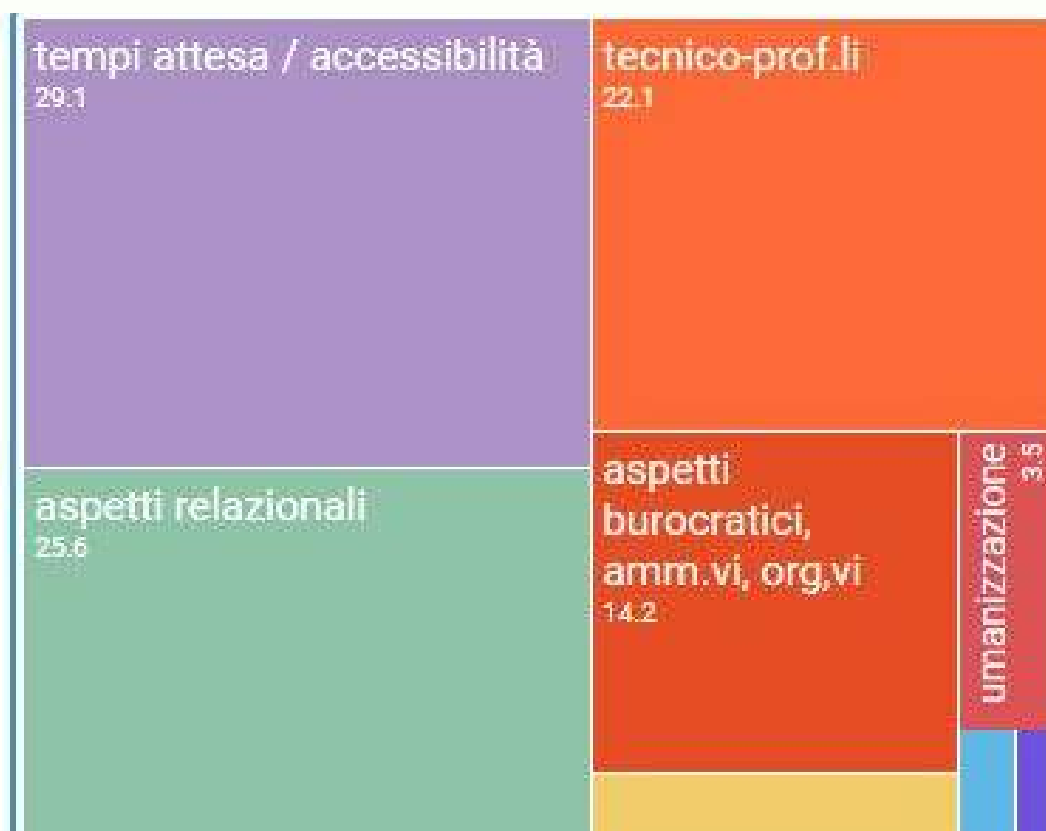 tempi attesa / accessibilità
29.1
tecnico-prof.li
22.1
aspetti relazionali
25.6
aspetti
burocratici,
amm.vi, org,vi
14.2
umanizzazione
3.5